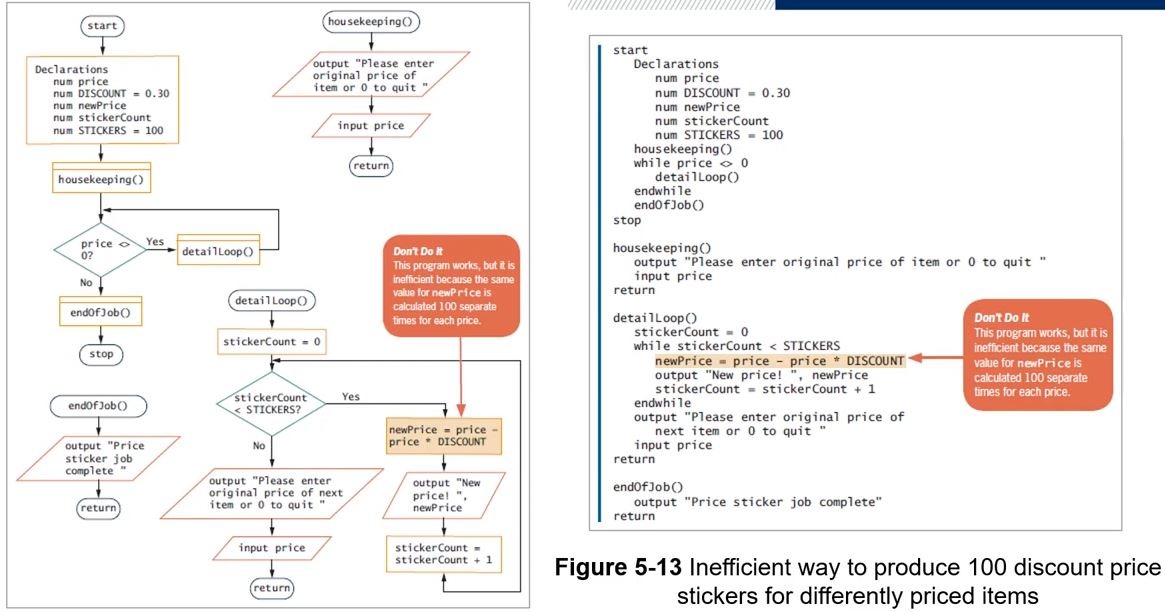 start
Declarations
num price
num DISCOUNT = 0.30
num newPrice
num stickerCount
num STICKERS = 100
housekeeping()
price <>
0?
Yes
detailLoop()
No
endOfJob()
stop
housekeeping()
output "Please enter
original price of
item or 0 to quit "
input price
return
endOfJob()
output "Price
sticker job
complete "
return
detailLoop()
stickerCount = 0
stickerCount
< STICKERS?
Yes
No
output "Please enter
original price of next
item or 0 to quit "
input price
return
newPrice = price -
price * DISCOUNT
output "New
price! ",
newPrice
stickerCount =
stickerCount + 1
Don't Do It
This program works, but it is
inefficient because the same
value for newPrice is
calculated 100 separate
times for each price.
start
Declarations
num price
num DISCOUNT = 0.30
num newPrice
num stickerCount
num STICKERS = 100
housekeeping()
while price <> 0
detailLoop()
endwhile
endOfJob()
stop
housekeeping()
output "Please enter original price of item or 0 to quit "
input price
return
detailLoop()
stickerCount = 0
while stickerCount < STICKERS
newPrice = price - price * DISCOUNT
output "New price! ", newPrice
stickerCount = stickerCount + 1
endwhile
output "Please enter original price of
next item or 0 to quit "
input price
return
endOfJob()
output "Price sticker job complete"
return
Don't Do It
This program works, but it is
inefficient because the same
value for newPrice is
calculated 100 separate
times for each price.
Figure 5-13 Inefficient way to produce 100 discount price
stickers for differently priced items